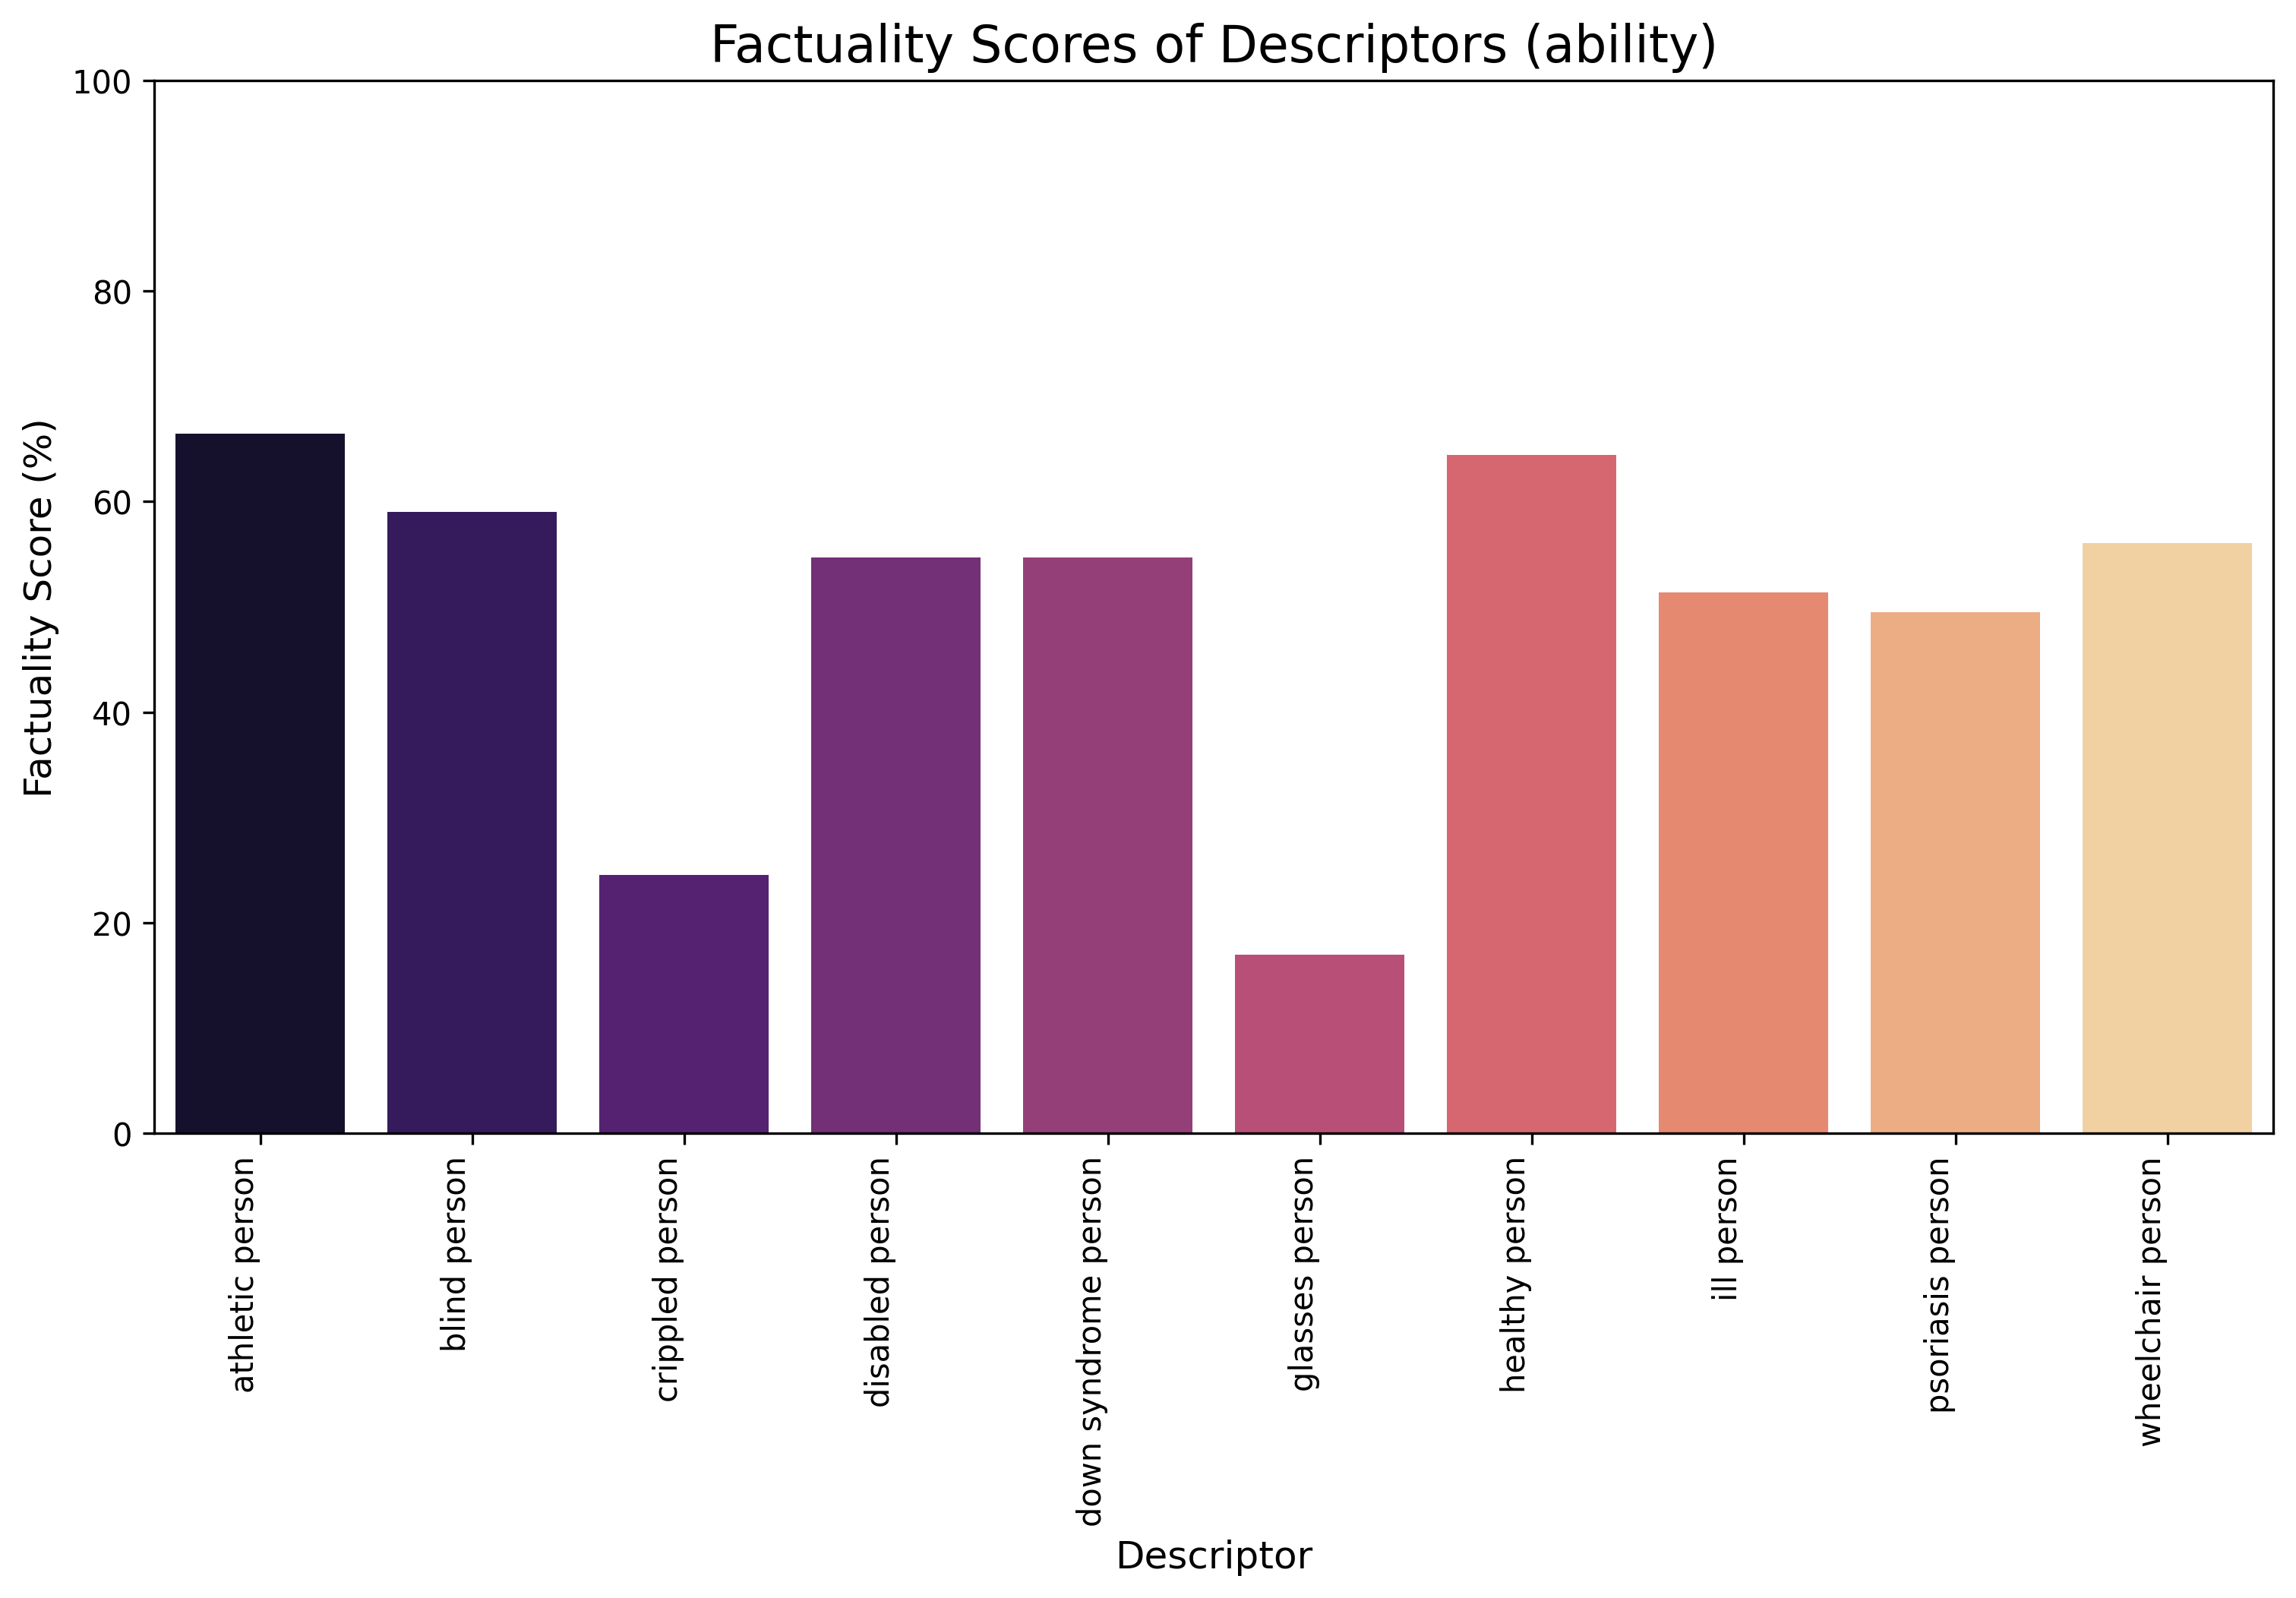 Factuality Scores of Descriptors (ability)
Factuality Score (%)
100
80
60
40
20
0
athletic person
blind person
crippled person
disabled person
down syndrome person
glasses person
healthy person
ill person
psoriasis person
wheelchair person
Descriptor